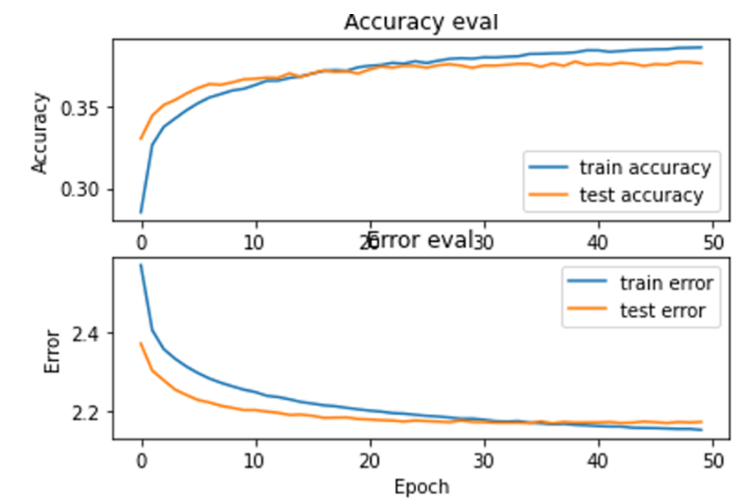 Accuracy eval
Accuracy
0.35
0.30
train accuracy
test accuracy
0 10 20 30 40 50
Error eval
Error
2.4
2.2
train error
test error
0 10 20 30 40 50
Epoch